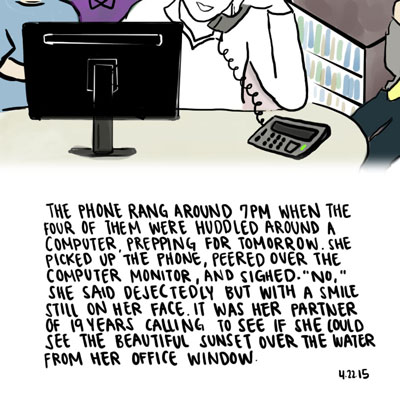 THE PHONE RANG AROUND 7PM WHEN THE
FOUR OF THEM WERE HUDDLED AROUND A
COMPUTER, PREPPING FOR TOMORROW. SHE
PICKED UP THE PHONE, PEERED OVER THE
COMPUTER MONITOR, AND SIGHED. "NO,"
SHE SAID DEJECTEDLY BUT WITH A SMILE
STILL ON HER FACE. IT WAS HER PARTNER
OF 19 YEARS CALLING TO SEE IF SHE COULD
SEE THE BEAUTIFUL SUNSET OVER THE WATER
FROM HER OFFICE WINDOW.
4.22.15